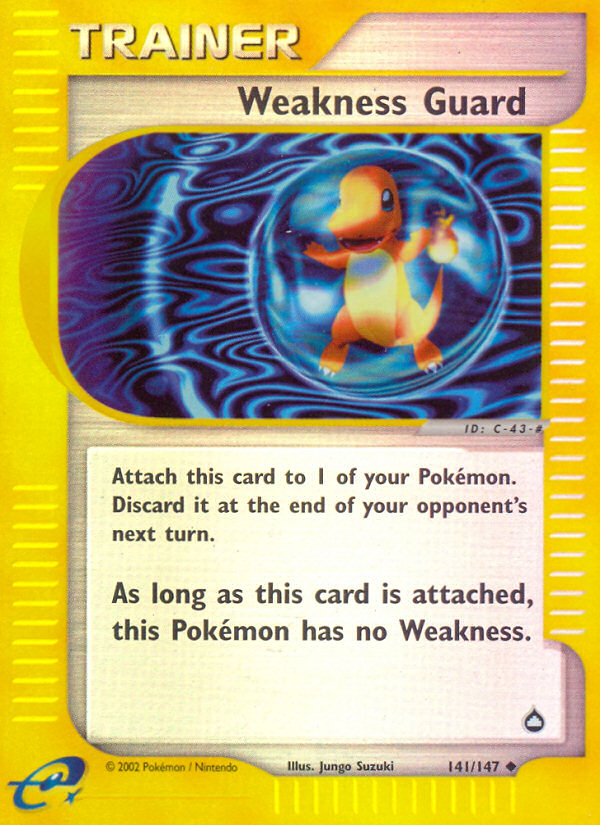 TRAINER
Weakness Guard
ID: C-43-#
Attach this card to 1 of your Pokémon.
Discard it at the end of your opponent's
next turn.
As long as this card is attached,
this Pokémon has no Weakness.
© 2002 Pokémon / Nintendo
Illus. Jungo Suzuki
141/147
e